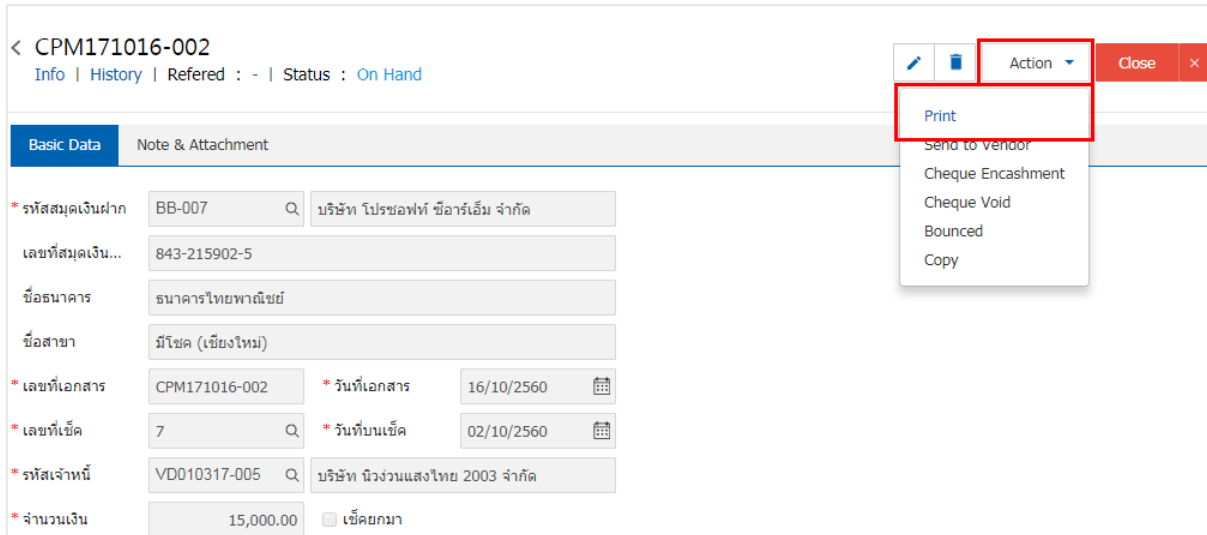 CPM171016-002
Info | History | Refered : - | Status : On Hand
Action
Close
Print
Send to Vendor
Cheque Encashment
Cheque Void
Bounced
Copy
Basic Data
Note & Attachment
* รหัสสมุดเงินฝาก BB-007 บริษัท โปรซอฟท์ ซีอาร์เอ็ม จำกัด
เลขที่สมุดเงิน... 843-215902-5
ชื่อธนาคาร ธนาคารไทยพาณิชย์
ชื่อสาขา มีโชค (เชียงใหม่)
* เลขที่เอกสาร CPM171016-002 * วันที่เอกสาร 16/10/2560
* เลขที่เช็ค 7 * วันที่บนเช็ค 02/10/2560
* รหัสเจ้าหนี้ VD010317-005 บริษัท นิวง่วนแสงไทย 2003 จำกัด
* จำนวนเงิน 15,000.00 เช็คยกมา